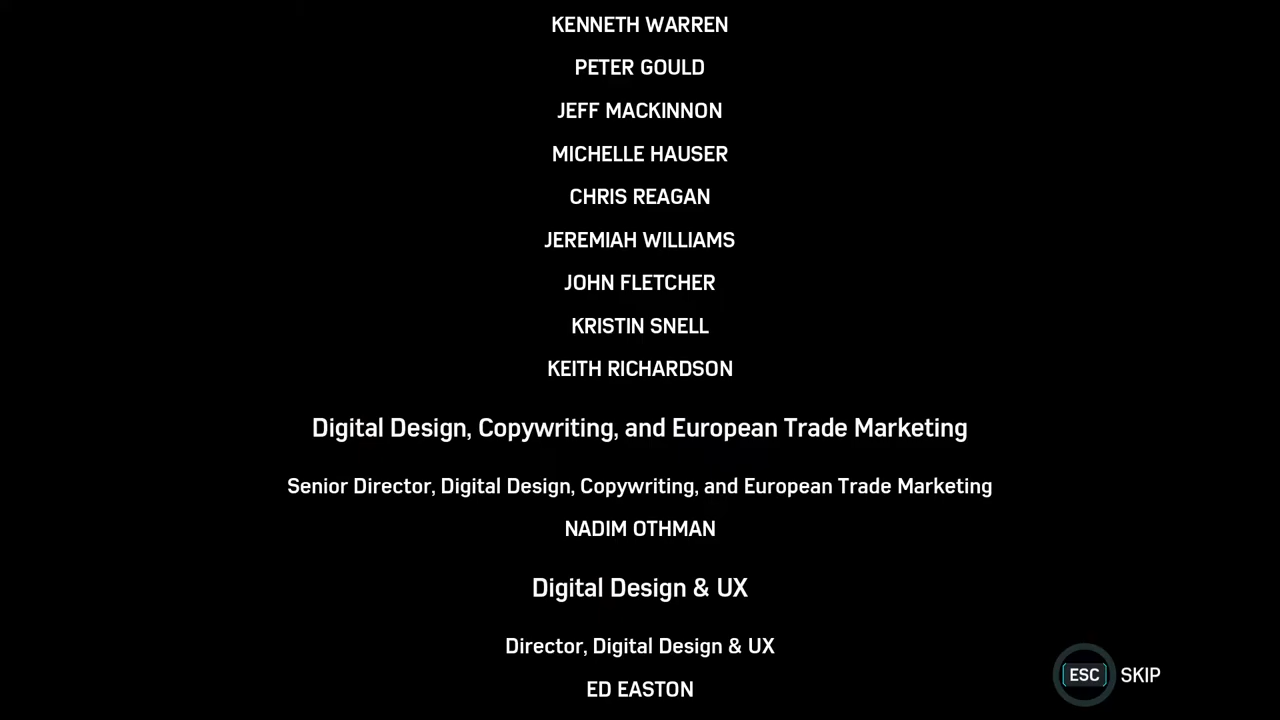 KENNETH WARREN
PETER GOULD
JEFF MACKINNON
MICHELLE HAUSER
CHRIS REAGAN
JEREMIAH WILLIAMS
JOHN FLETCHER
KRISTIN SNELL
KEITH RICHARDSON
Digital Design, Copywriting, and European Trade Marketing
Senior Director, Digital Design, Copywriting, and European Trade Marketing
NADIM OTHMAN
Digital Design & UX
Director, Digital Design & UX
ED EASTON
ESC SKIP